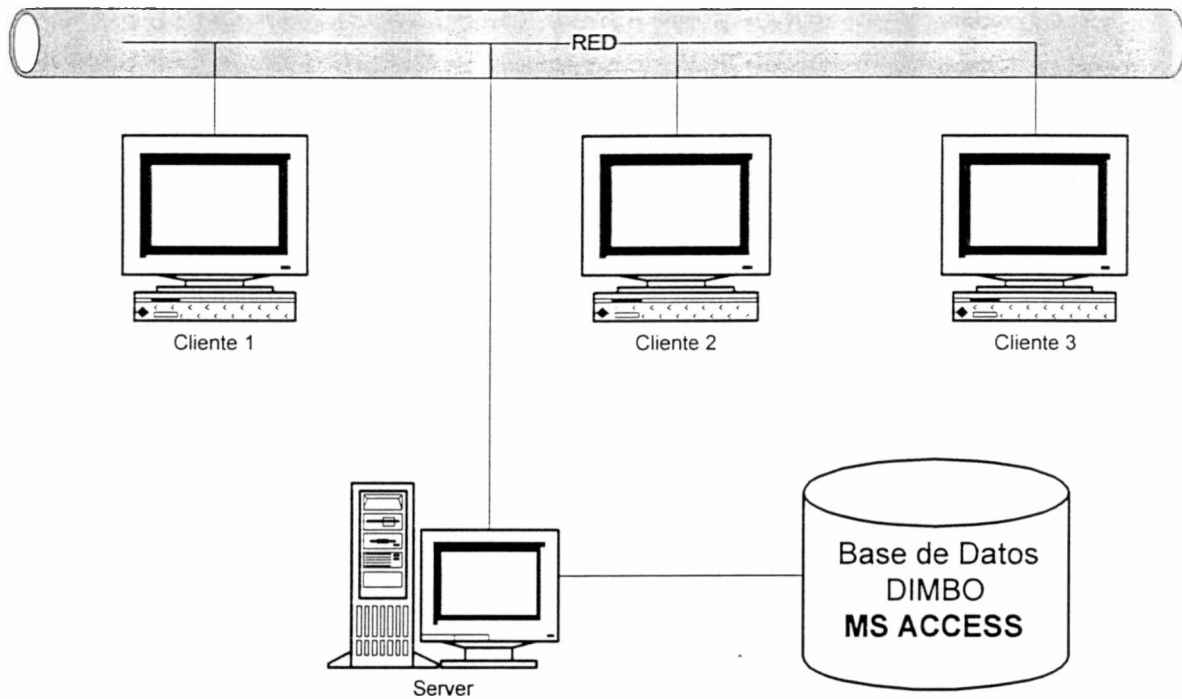 RED
Cliente 1
Cliente 2
Cliente 3
Base de Datos
DIMBO
MS ACCESS
Server